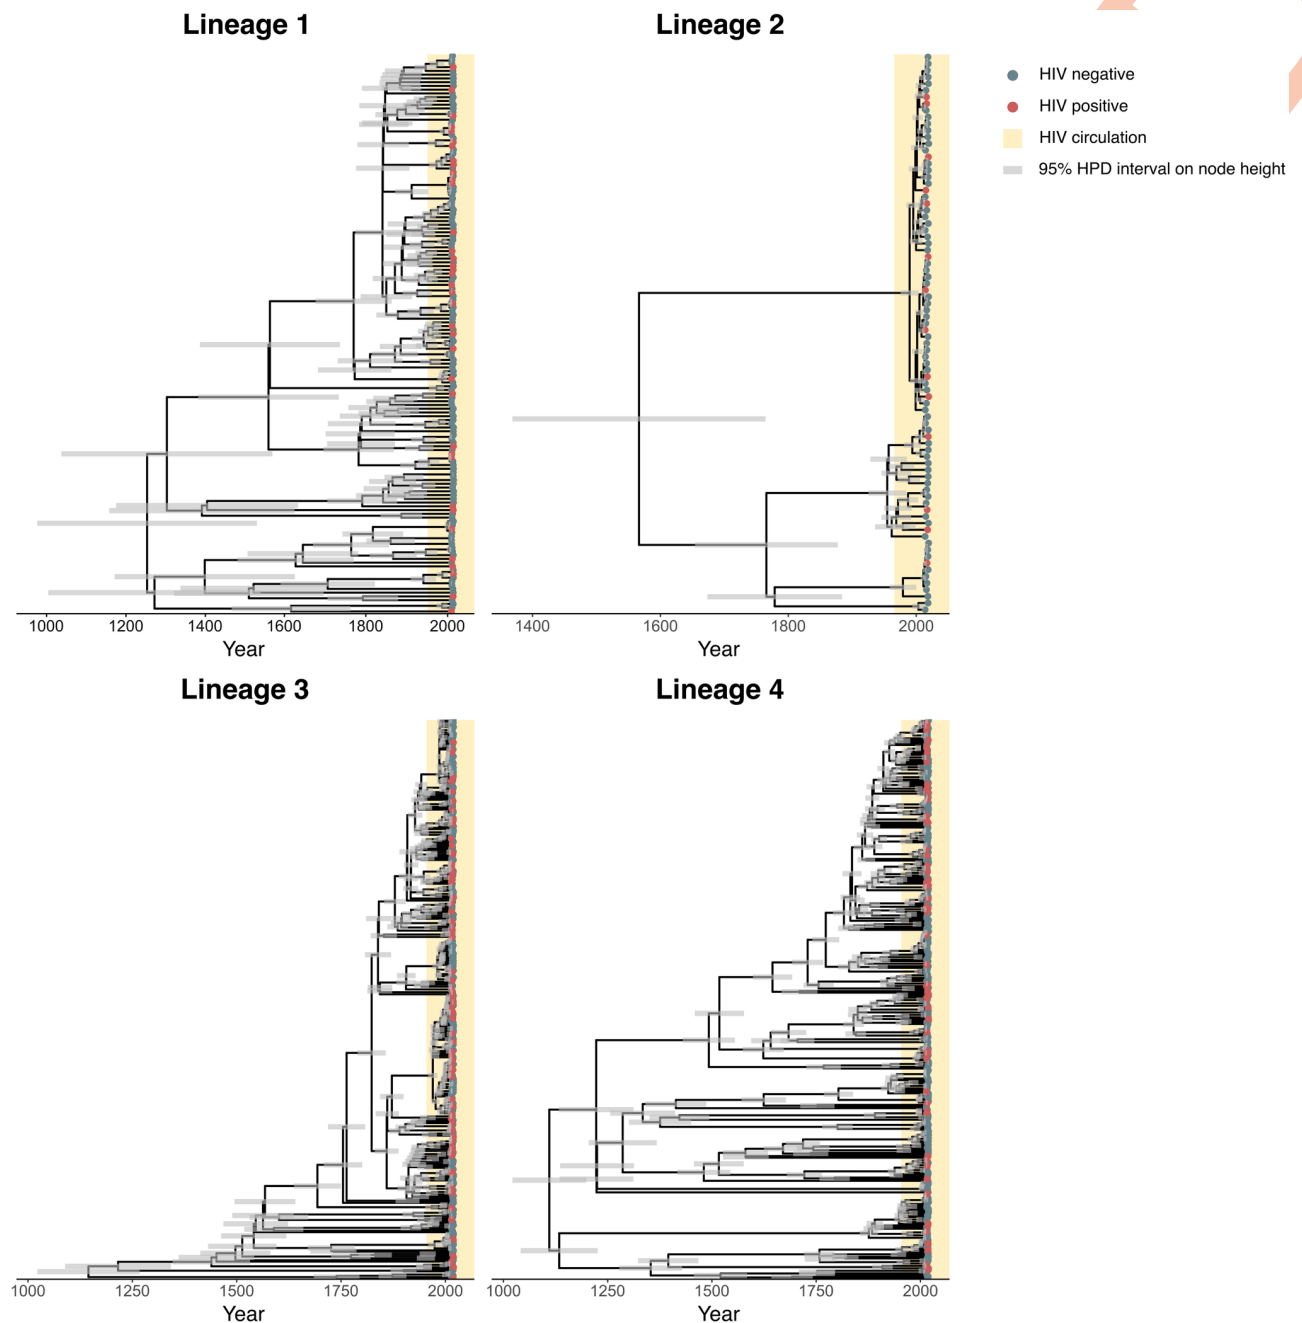 Lineage 1
Lineage 2
HIV negative
HIV positive
HIV circulation
95% HPD interval on node height
1000 1200 1400 1600 1800 2000
Year
1400 1600 1800 2000
Year
Lineage 3
Lineage 4
1000 1250 1500 1750 2000
Year
1000 1250 1500 1750 2000
Year